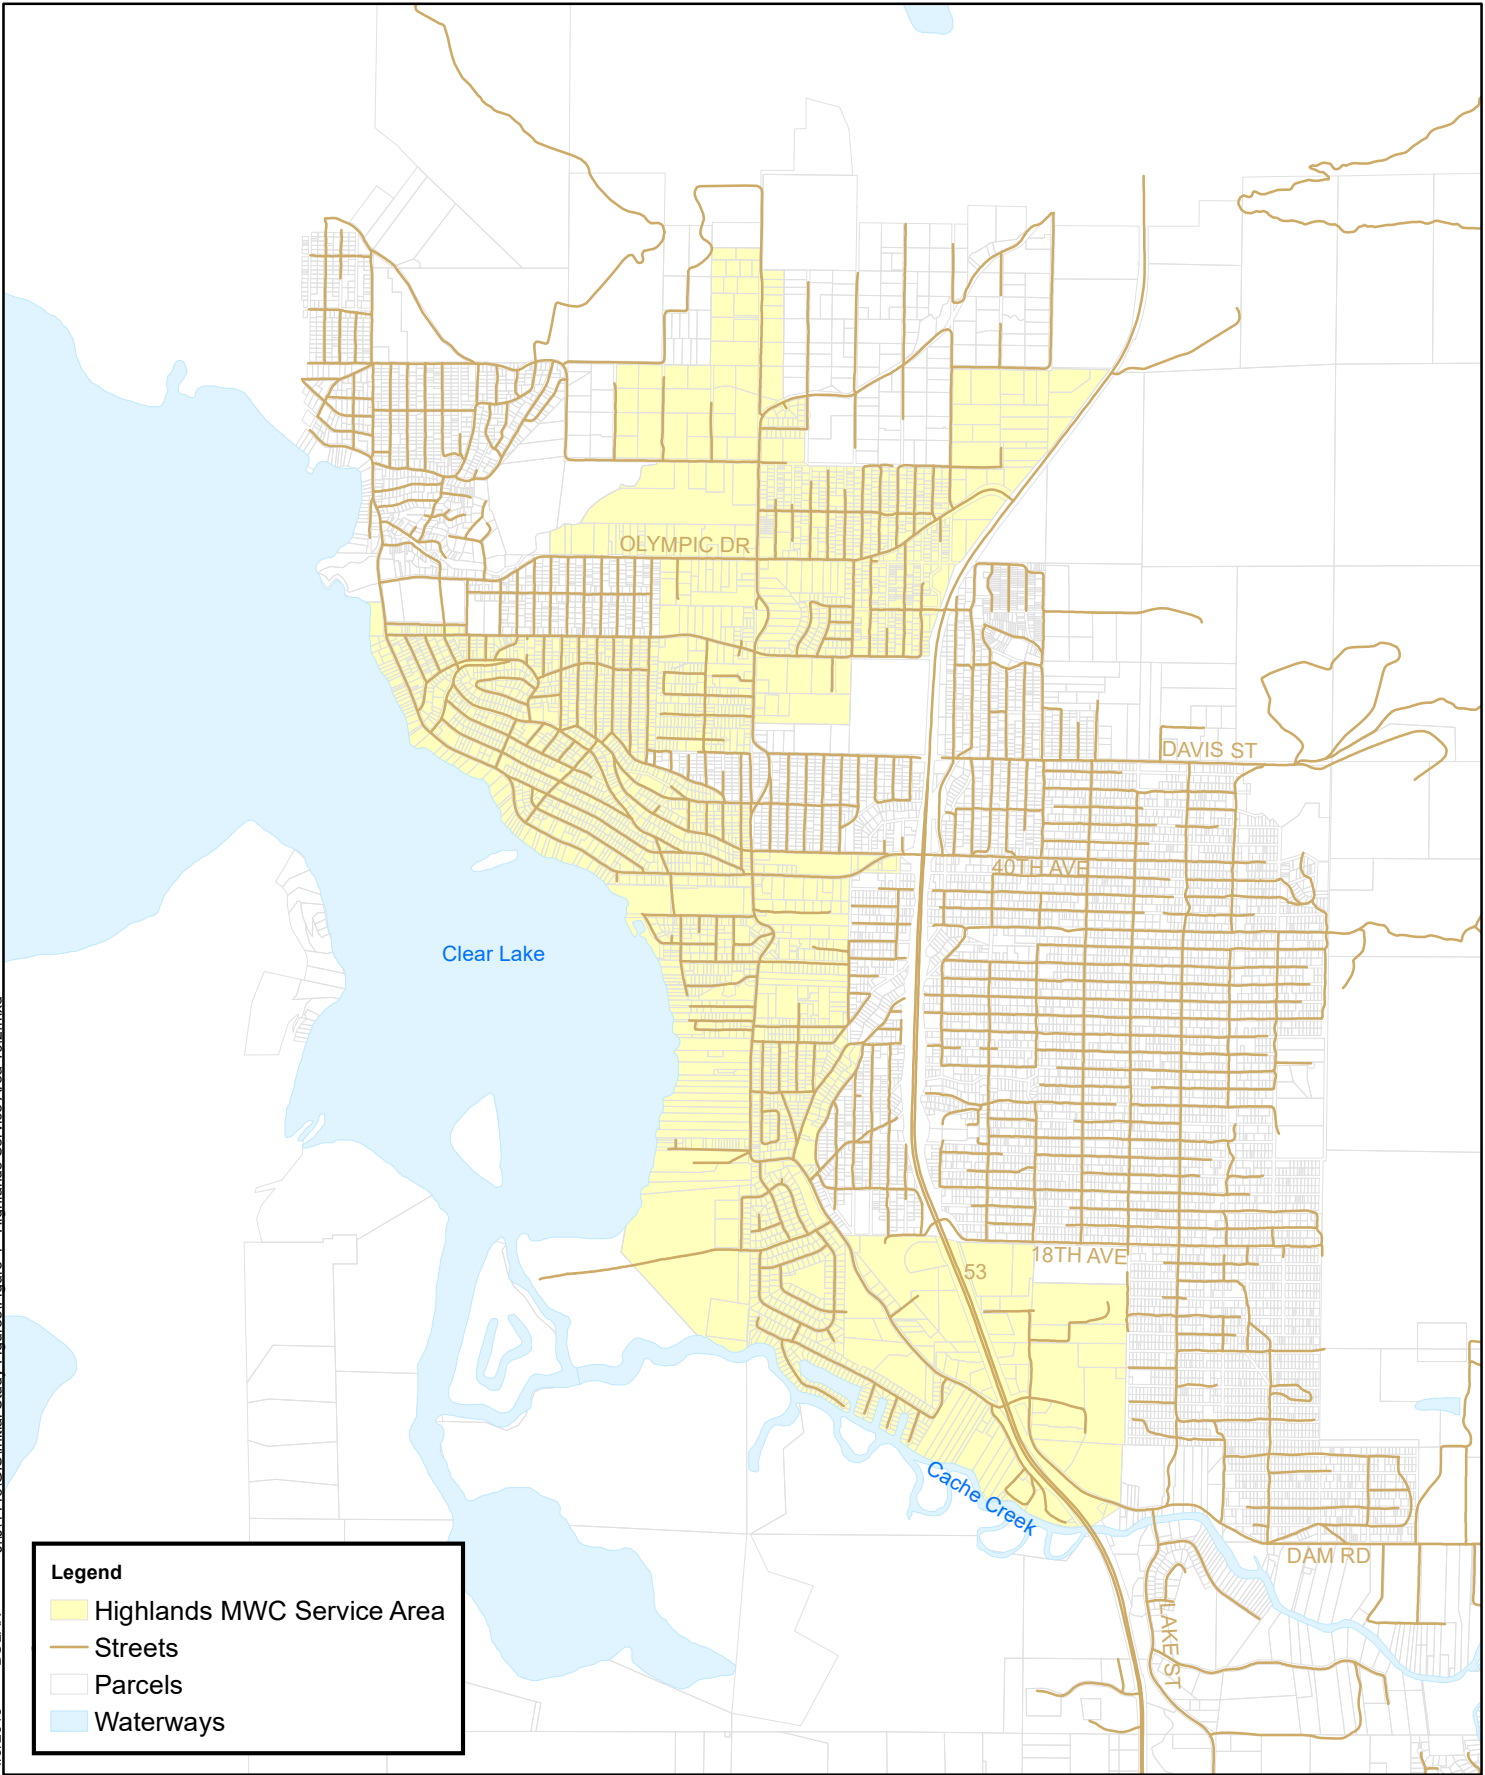 OLYMPIC DR
DAVIS ST
40TH AVE
Clear Lake
18TH AVE
53
Cache Creek
DAM RD
LAKE ST
Legend
Highlands MWC Service Area
Streets
Parcels
Waterways